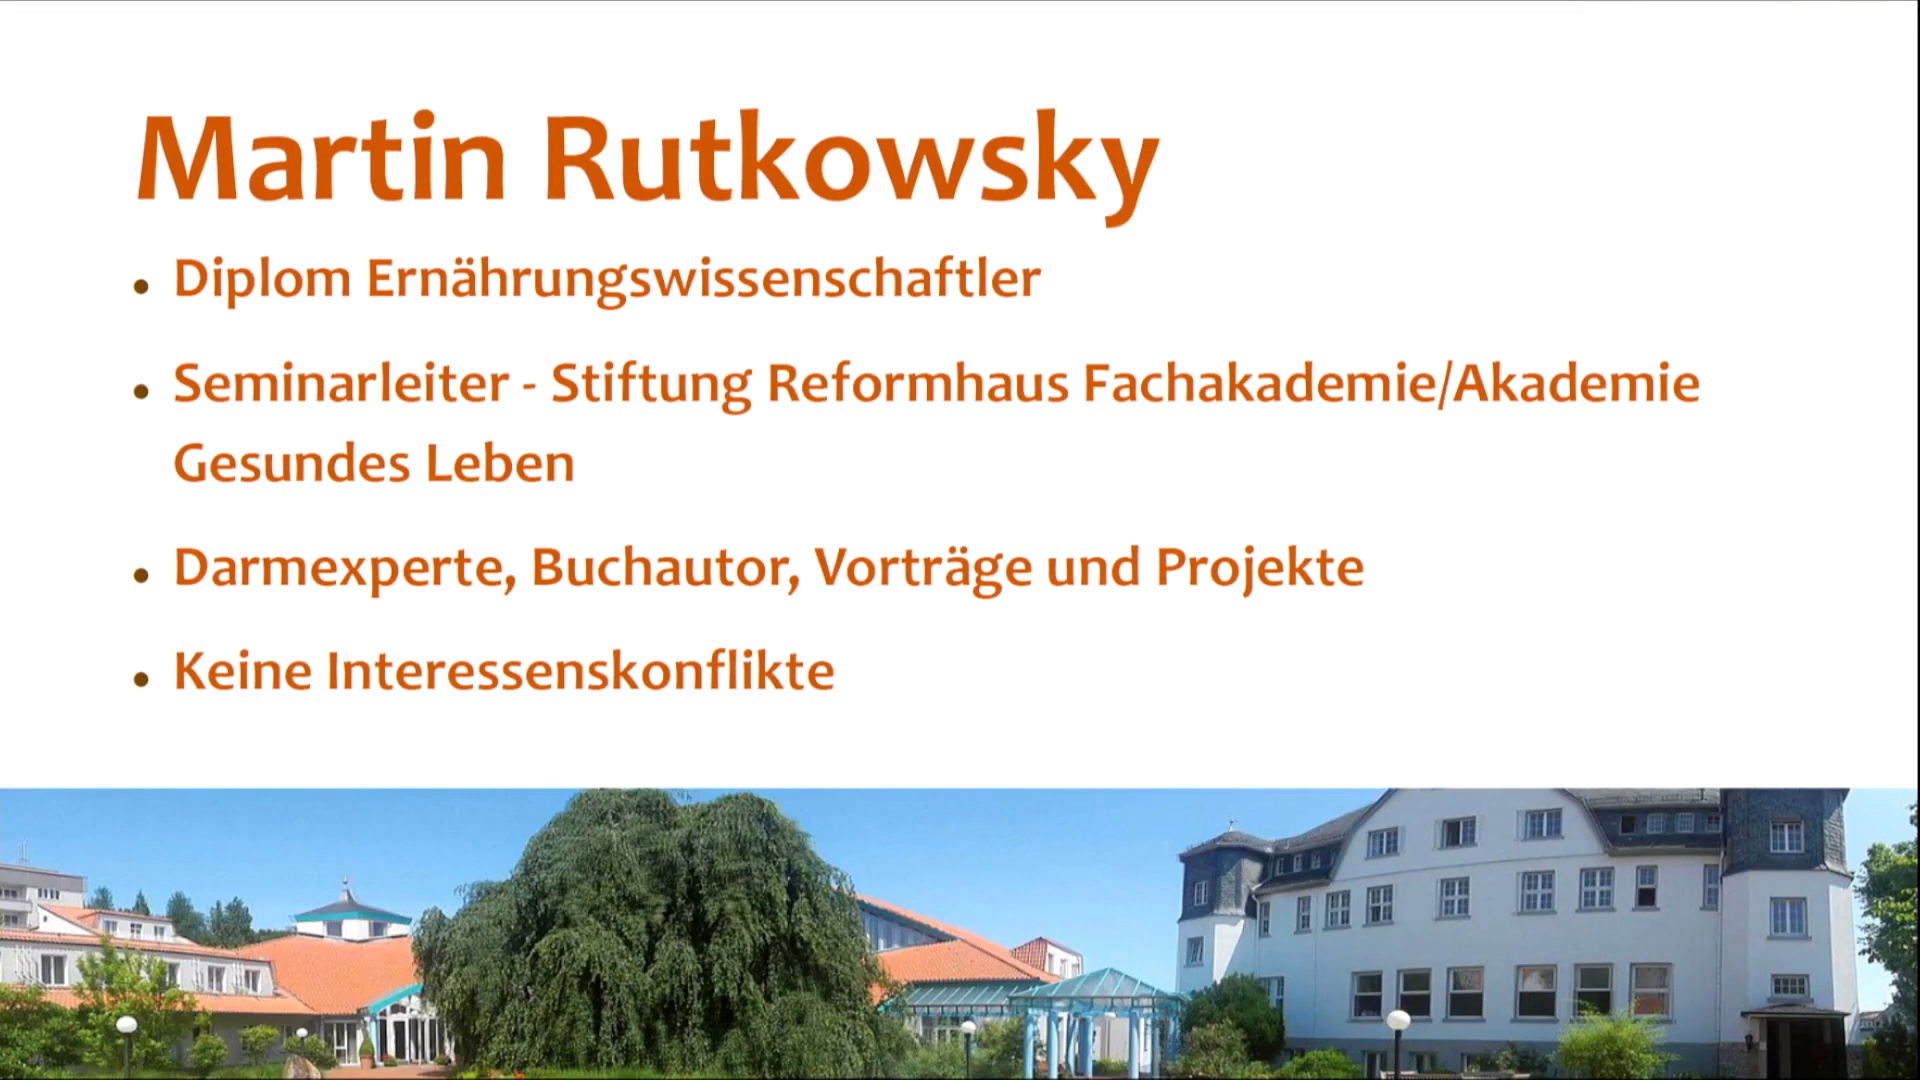 Martin Rutkowsky
• Diplom Ernährungswissenschaftler
• Seminarleiter - Stiftung Reformhaus Fachakademie/Akademie
Gesundes Leben
• Darmexperte, Buchautor, Vorträge und Projekte
• Keine Interessenskonflikte